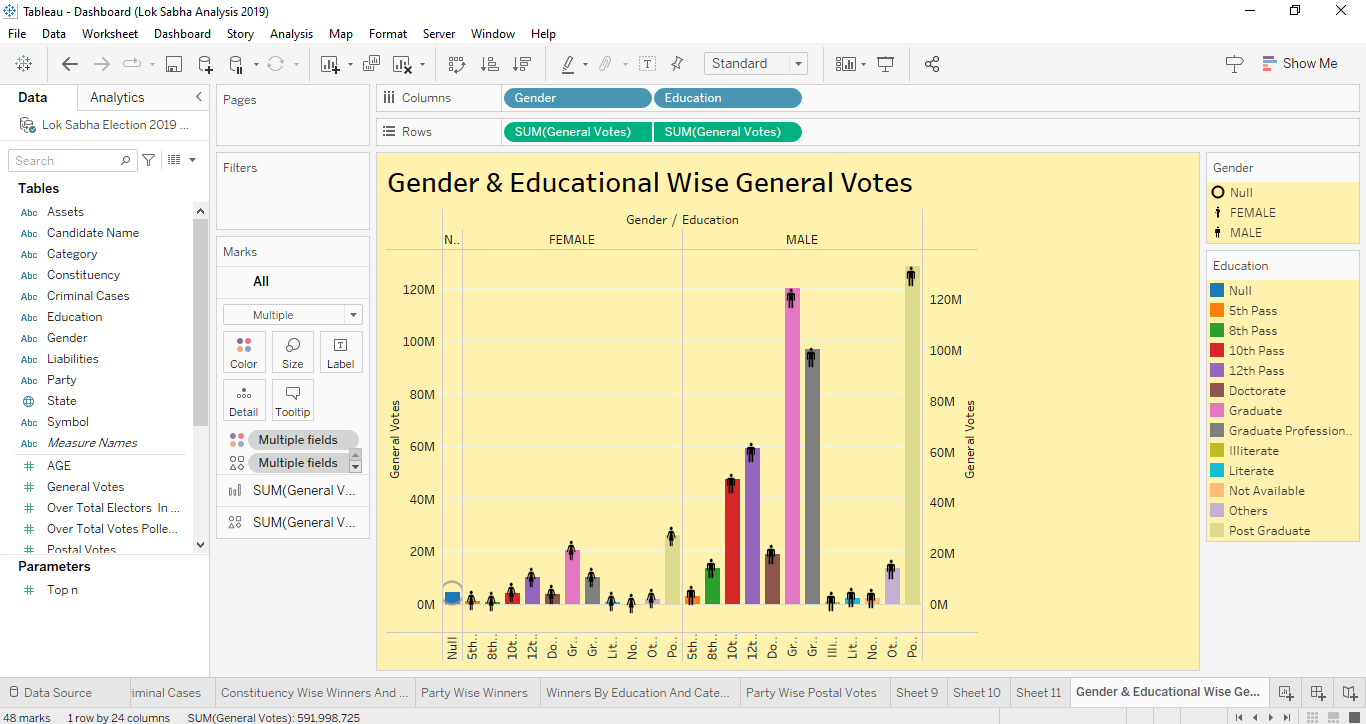 Tableau - Dashboard (Lok Sabha Analysis 2019)
File Data Worksheet Dashboard Story Analysis Map Format Server Window Help
Standard
Show Me
Data Analytics
Lok Sabha Election 2019 ...
Search
Tables
Abc Assets
Abc Candidate Name
Abc Category
Abc Constituency
Abc Criminal Cases
Abc Education
Abc Gender
Abc Liabilities
Abc Party
State
Abc Symbol
Abc Measure Names
# AGE
# General Votes
# Over Total Electors In ...
# Over Total Votes Polle...
# Postal Votes
Parameters
# Top n
Pages
Filters
Marks
All
Multiple
Color Size Label
Detail Tooltip
Multiple fields
Multiple fields
SUM(General V...
SUM(General V...
Columns Gender Education
Rows SUM(General Votes) SUM(General Votes)
Gender & Educational Wise General Votes
Gender / Education
N.. FEMALE MALE
General Votes
120M
100M
80M
60M
40M
20M
0M
120M
100M
80M
60M
40M
20M
0M
General Votes
Null 5th.. 8th.. 10t.. 12t.. Do.. Gr.. Gr.. Lit.. No.. Ot.. Po.. 5th.. 8th.. 10t.. 12t.. Do.. Gr.. Gr.. Illi.. Lit.. No.. Ot.. Po..
Gender
Null
FEMALE
MALE
Education
Null
5th Pass
8th Pass
10th Pass
12th Pass
Doctorate
Graduate
Graduate Profession..
Illiterate
Literate
Not Available
Others
Post Graduate
Data Source iminal Cases Constituency Wise Winners And ... Party Wise Winners Winners By Education And Cate... Party Wise Postal Votes Sheet 9 Sheet 10 Sheet 11 Gender & Educational Wise Ge...
48 marks 1 row by 24 columns SUM(General Votes): 591,998,725